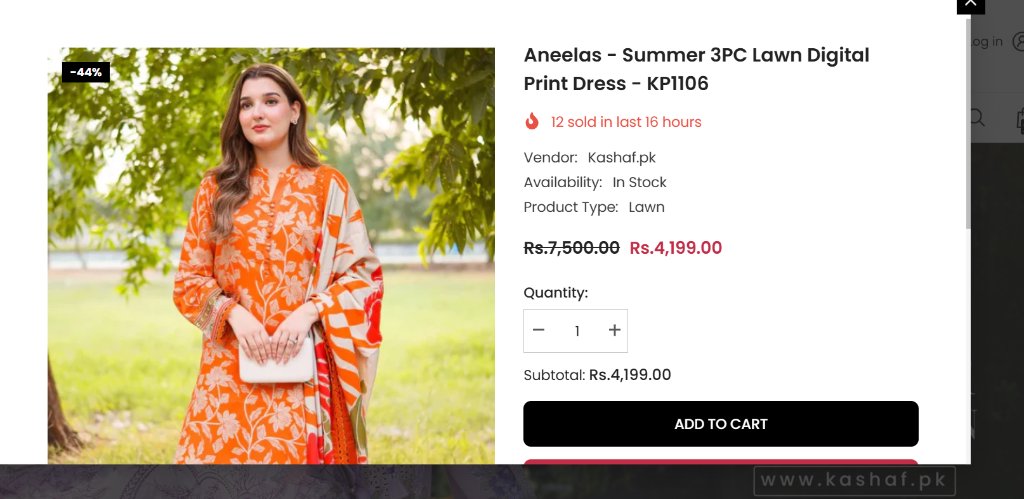 og in
-44%
Aneelas - Summer 3PC Lawn Digital
Print Dress - KP1106
12 sold in last 16 hours
Vendor: Kashaf.pk
Availability: In Stock
Product Type: Lawn
Rs.7,500.00 Rs.4,199.00
Quantity:
− 1 +
Subtotal: Rs.4,199.00
ADD TO CART
www.kashaf.pk